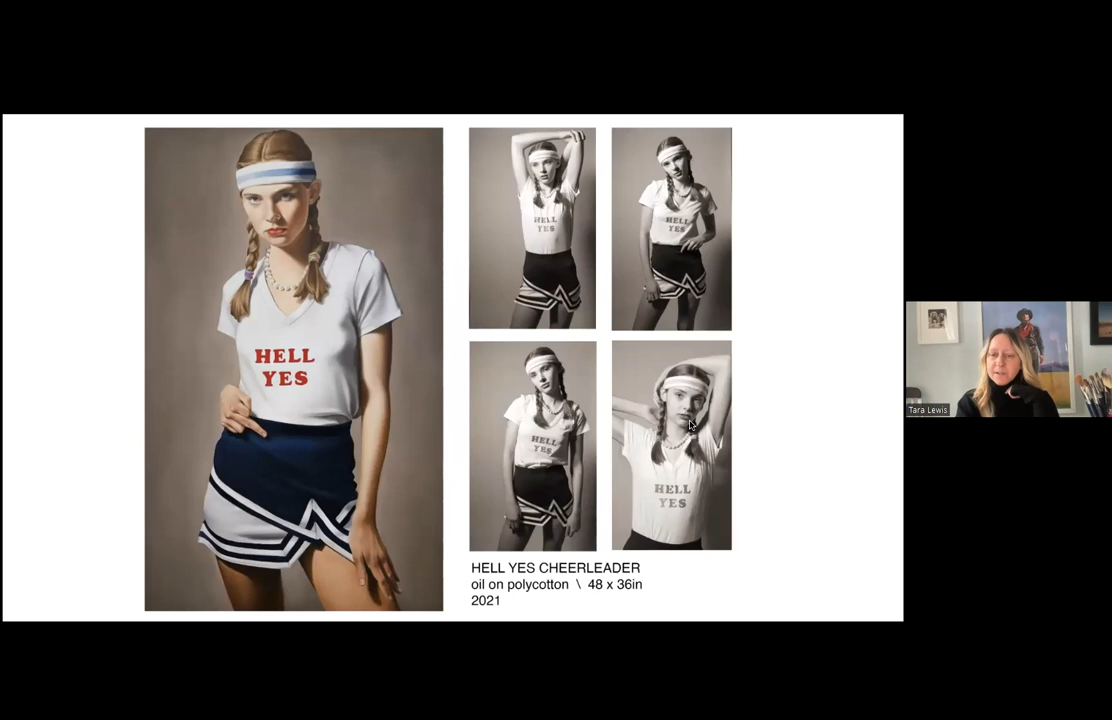 HELL
YES
HELL
YES
HELL
YES
HELL
YES
HELL
YES
HELL YES CHEERLEADER
oil on polycotton \ 48 x 36in
2021
Tara Lewis